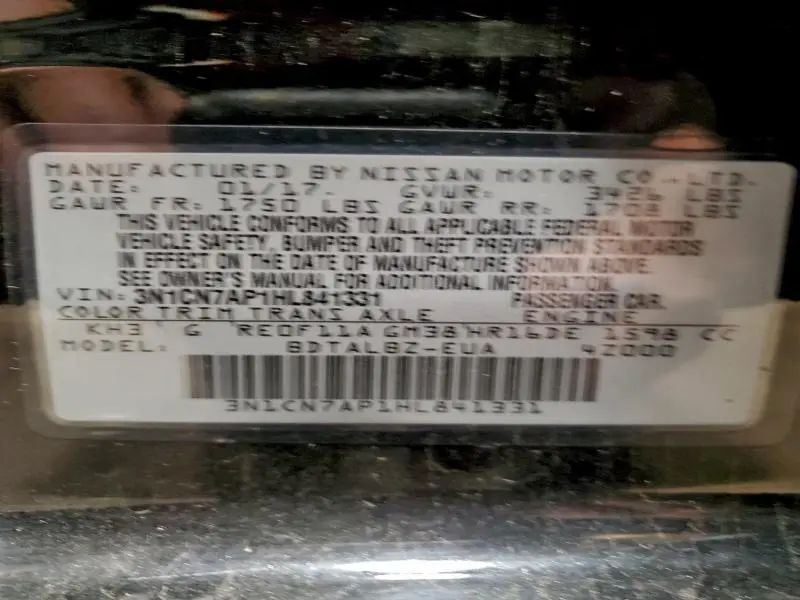 MANUFACTURED BY NISSAN MOTOR CO., LTD.
DATE: 01/17. GVWR: 3426 LBS
GAWR FR: 1750 LBS GAWR RR: 1703 LBS
THIS VEHICLE CONFORMS TO ALL APPLICABLE FEDERAL MOTOR
VEHICLE SAFETY, BUMPER AND THEFT PREVENTION STANDARDS
IN EFFECT ON THE DATE OF MANUFACTURE SHOWN ABOVE.
SEE OWNER'S MANUAL FOR ADDITIONAL INFORMATION.
VIN: 3N1CN7AP1HL841331 PASSENGER CAR.
COLOR TRIM TRANS AXLE ENGINE
KH3 G RE0F11A GM38 HR16DE 1598 CC
MODEL: BDTALBZ-EUA 4Z000
3N1CN7AP1HL841331